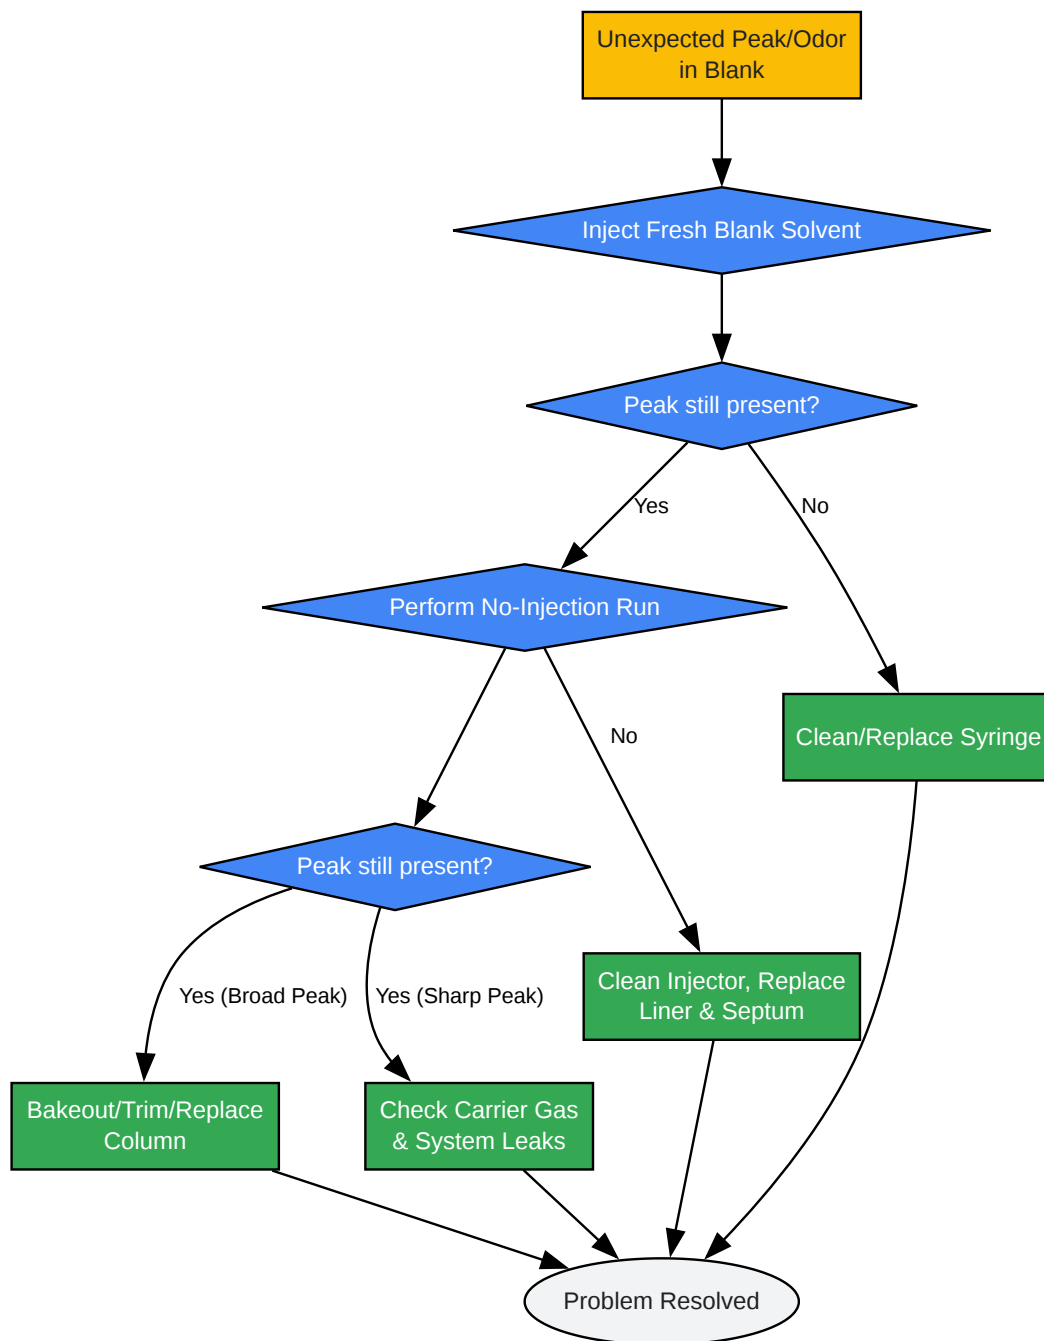 Unexpected Peak/Odor
in Blank
Inject Fresh Blank Solvent
Peak still present?
Yes
No
Perform No-Injection Run
No
Clean/Replace Syringe
Peak still present?
Yes (Broad Peak)
Yes (Sharp Peak)
Clean Injector, Replace
Liner & Septum
Bakeout/Trim/Replace
Column
Check Carrier Gas
& System Leaks
Problem Resolved